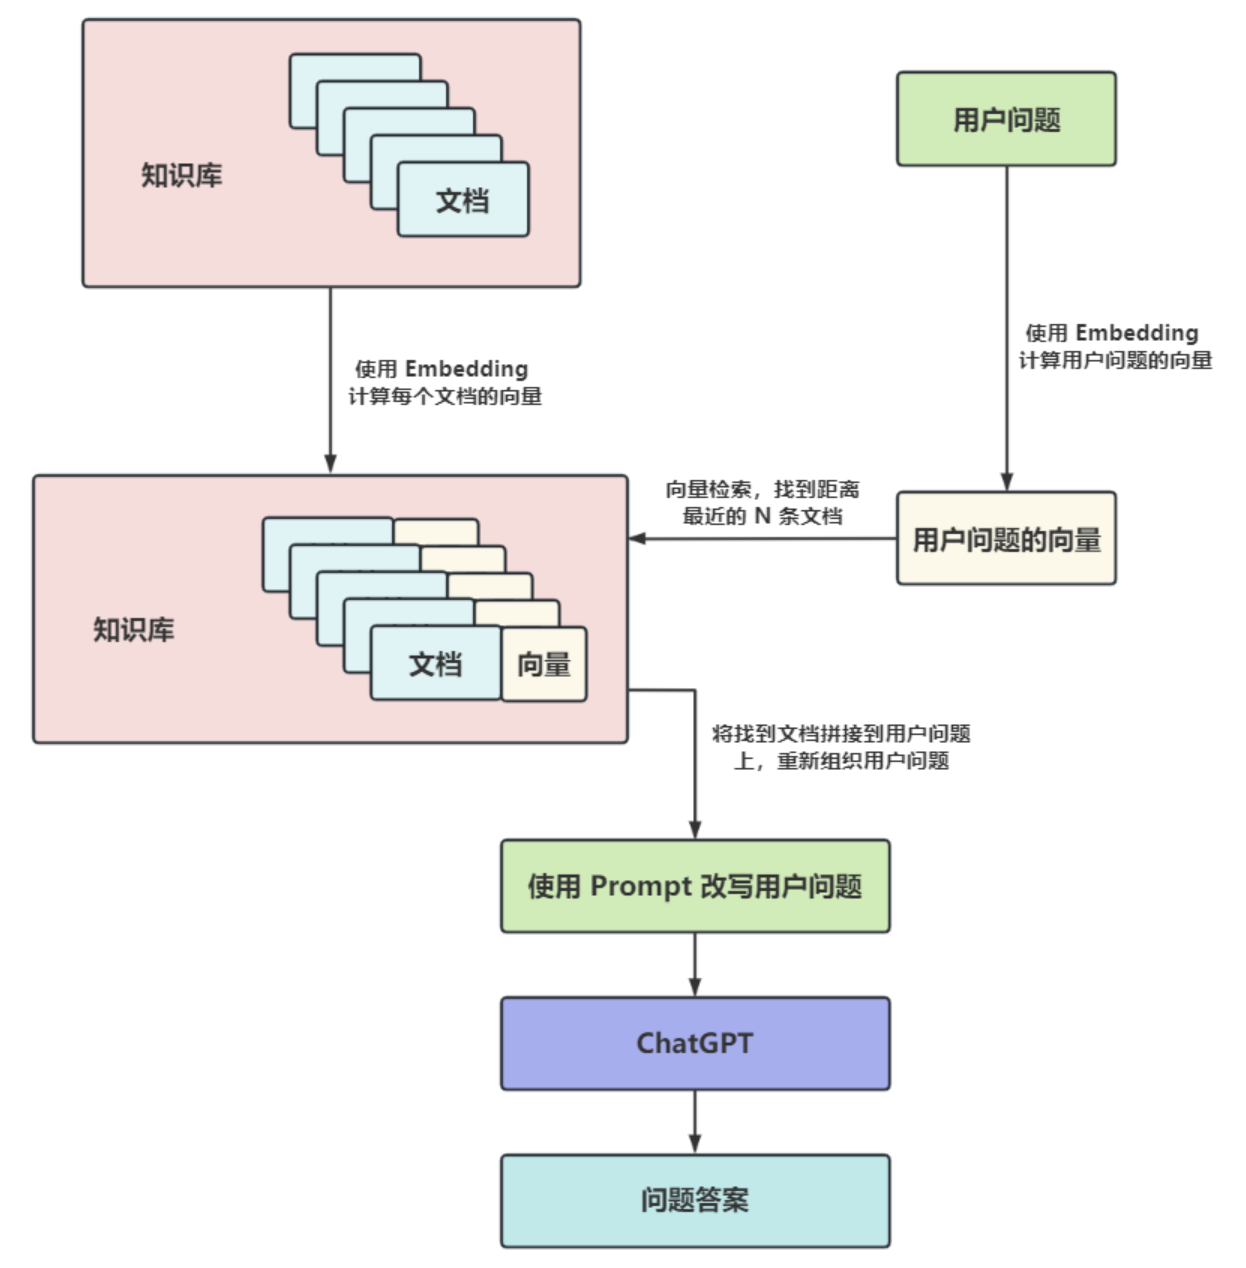 知识库
文档
用户问题
使用 Embedding
计算每个文档的向量
使用 Embedding
计算用户问题的向量
向量检索，找到距离
最近的 N 条文档
用户问题的向量
知识库
文档
向量
将找到文档拼接到用户问题
上，重新组织用户问题
使用 Prompt 改写用户问题
ChatGPT
问题答案